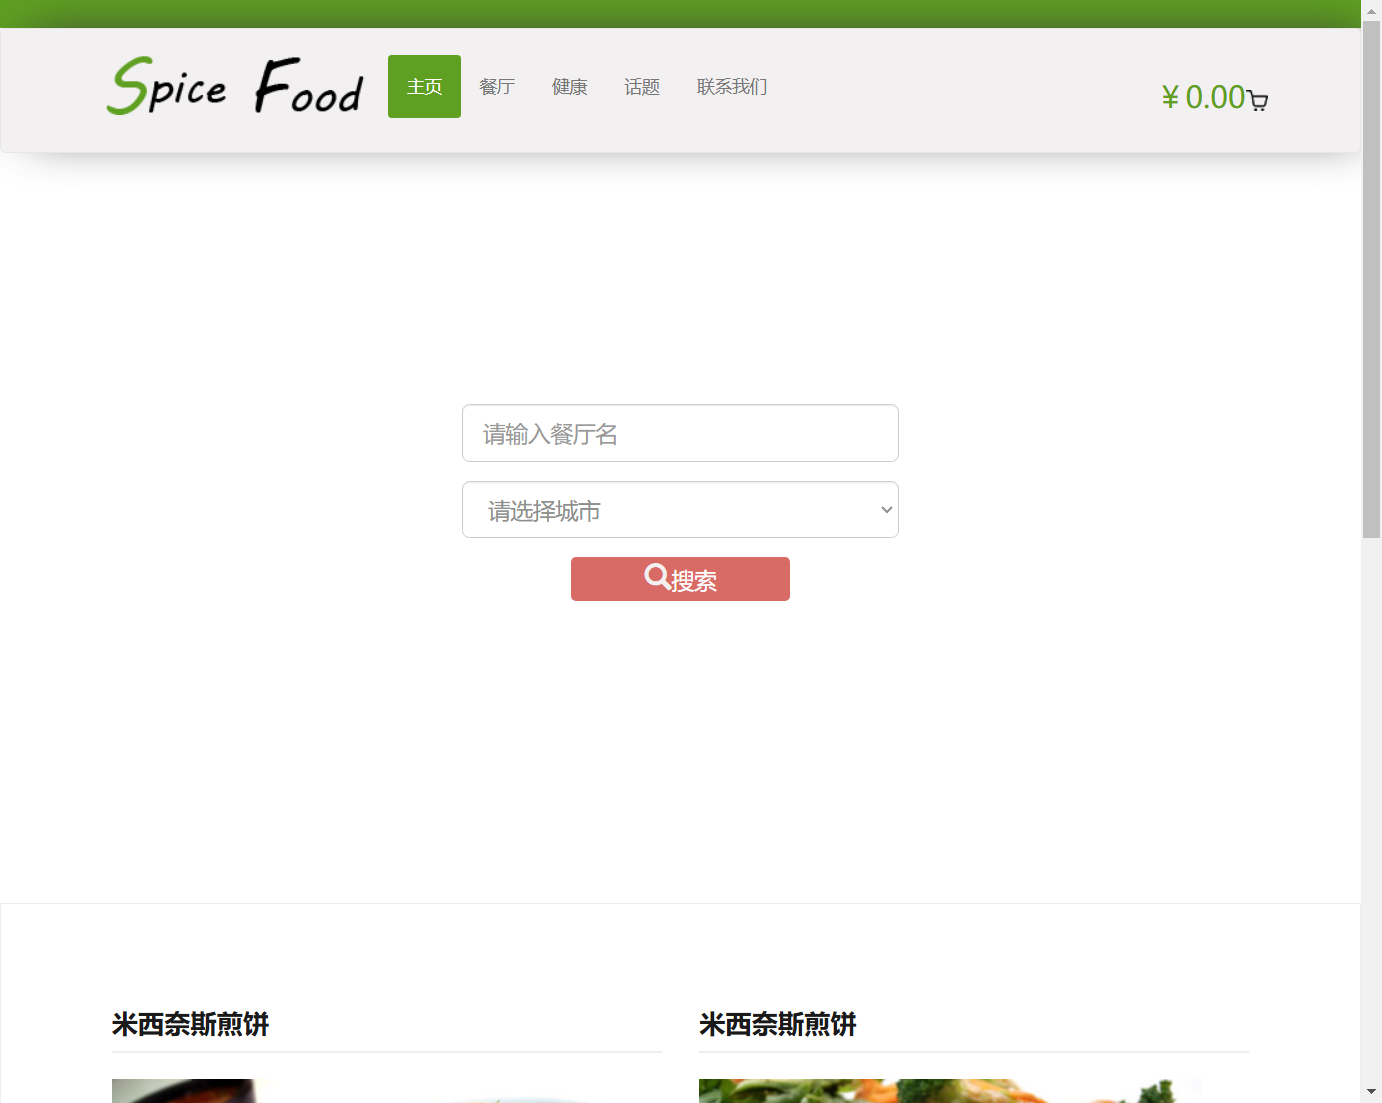 Spice Food
主页 餐厅 健康 话题 联系我们
¥ 0.00
请输入餐厅名
请选择城市
搜索
米西奈斯煎饼 米西奈斯煎饼